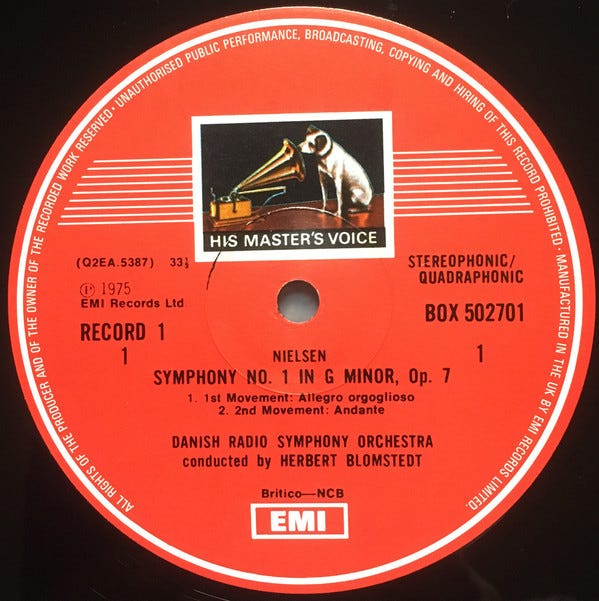 ALL RIGHTS OF THE PRODUCER AND OF THE OWNER OF THE RECORDED WORK RESERVED · UNAUTHORISED PUBLIC PERFORMANCE, BROADCASTING, COPYING AND HIRING OF THIS RECORD PROHIBITED · MANUFACTURED IN THE UK BY EMI RECORDS LIMITED.
HIS MASTER'S VOICE
(Q2EA.5387) 33⅓
Ⓟ 1975
EMI Records Ltd
STEREOPHONIC/
QUADRAPHONIC
BOX 502701
RECORD 1
1
1
NIELSEN
SYMPHONY NO. 1 IN G MINOR, Op. 7
1. 1st Movement: Allegro orgoglioso
2. 2nd Movement: Andante
DANISH RADIO SYMPHONY ORCHESTRA
conducted by HERBERT BLOMSTEDT
Britico—NCB
EMI